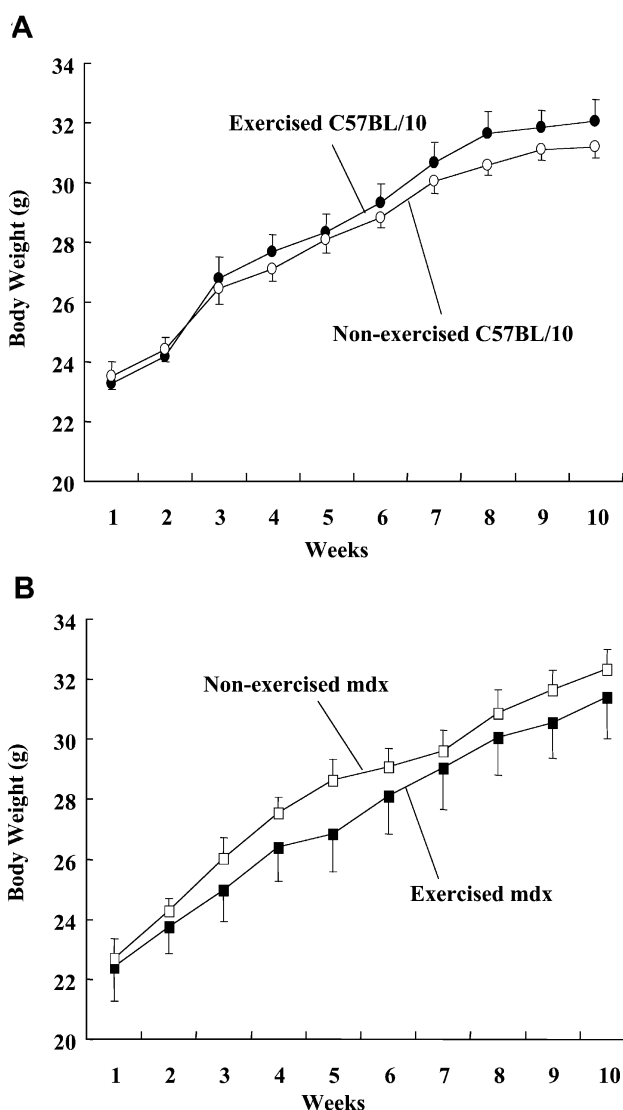 A
34
32
30
28
26
24
22
20
Body Weight (g)
Exercised C57BL/10
Non-exercised C57BL/10
1 2 3 4 5 6 7 8 9 10
Weeks
B
34
32
30
28
26
24
22
20
Body Weight (g)
Non-exercised mdx
Exercised mdx
1 2 3 4 5 6 7 8 9 10
Weeks